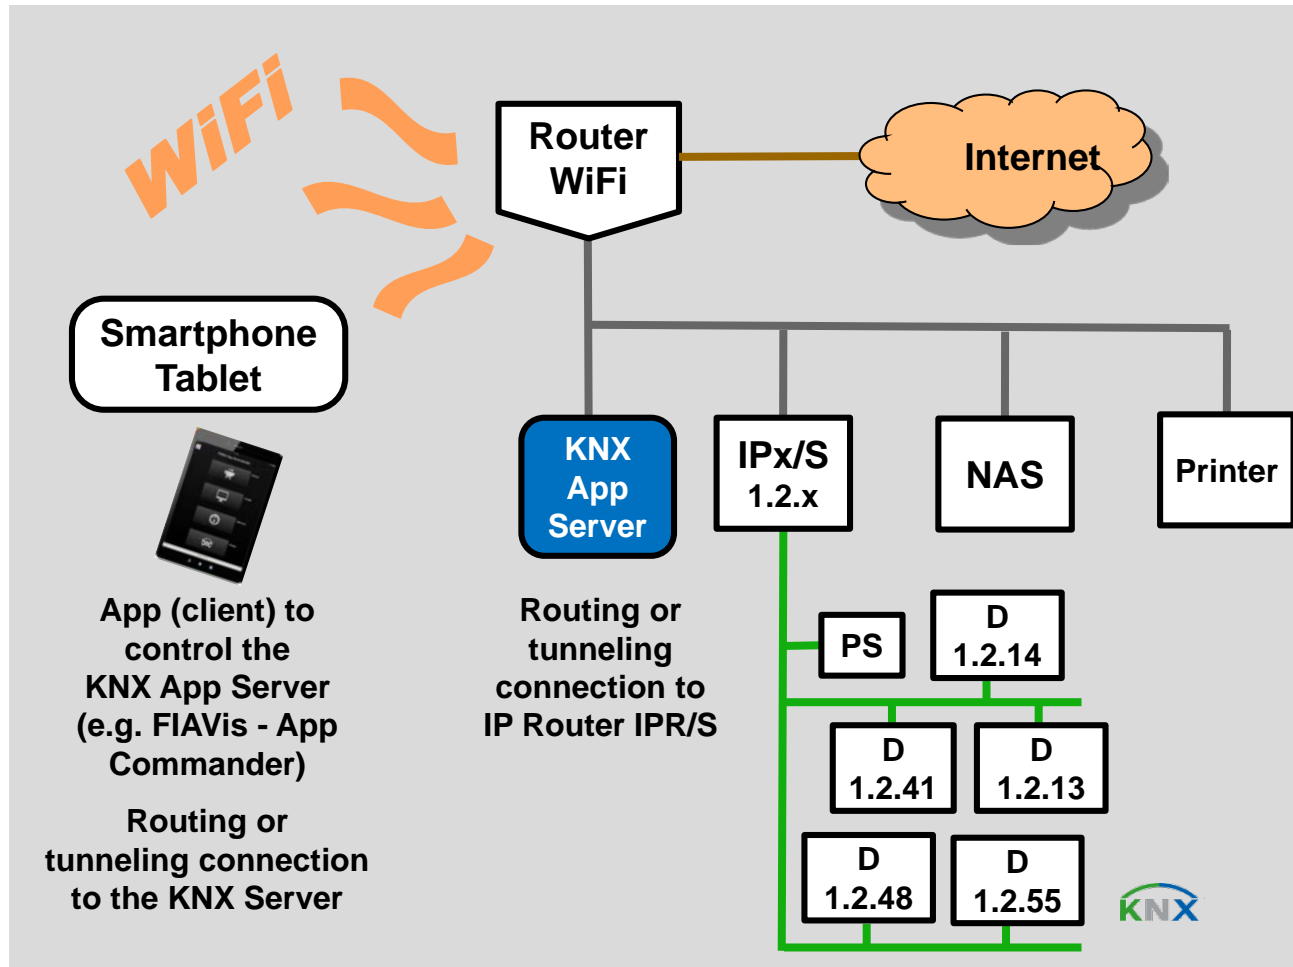 WiFi
Router
WiFi
Internet
Smartphone
Tablet
KNX
App
Server
IPx/S
1.2.x
NAS
Printer
App (client) to
control the
KNX App Server
(e.g. FIAVis - App
Commander)
Routing or
tunneling connection
to the KNX Server
Routing or
tunneling
connection to
IP Router IPR/S
PS
D
1.2.14
D
1.2.41
D
1.2.13
D
1.2.48
D
1.2.55
KNX